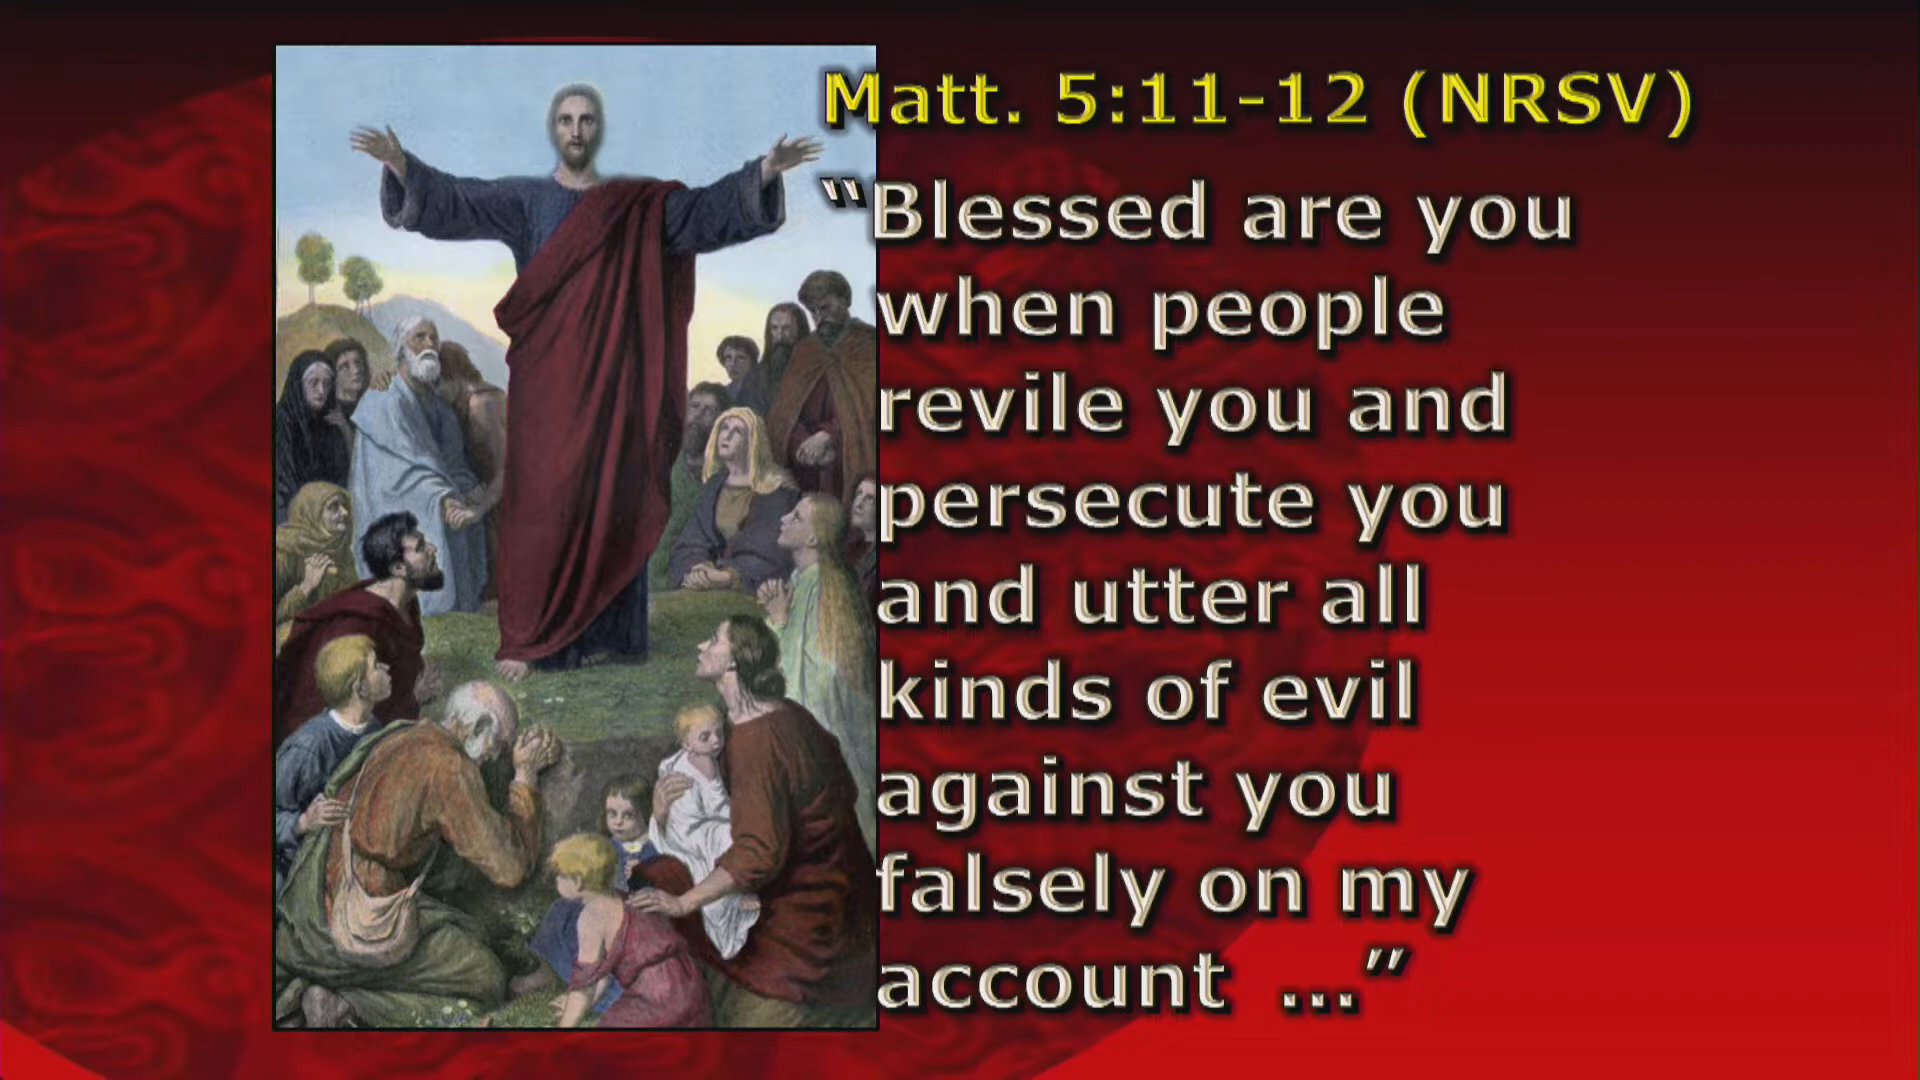 Matt. 5:11-12 (NRSV)
“Blessed are you
when people
revile you and
persecute you
and utter all
kinds of evil
against you
falsely on my
account ...”